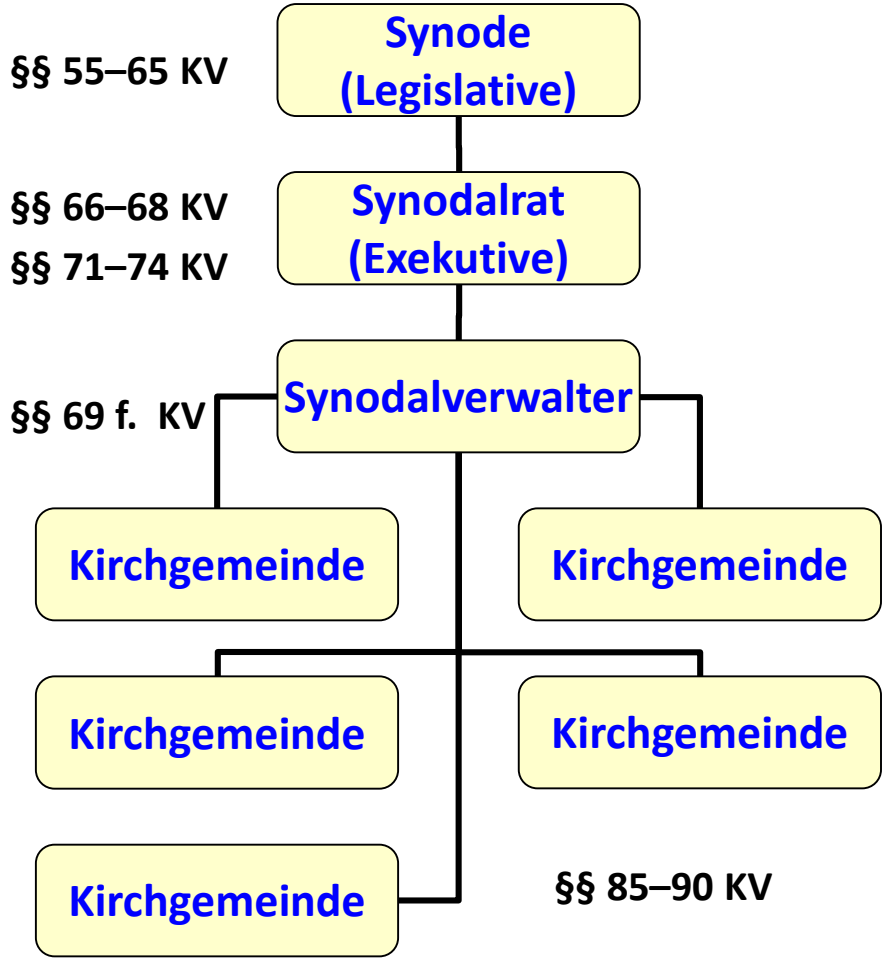 Synode
(Legislative)
§§ 55–65 KV
Synodalrat
(Exekutive)
§§ 66–68 KV
§§ 71–74 KV
Synodalverwalter
§§ 69 f.  KV
Kirchgemeinde
Kirchgemeinde
Kirchgemeinde
Kirchgemeinde
Kirchgemeinde
§§ 85–90 KV